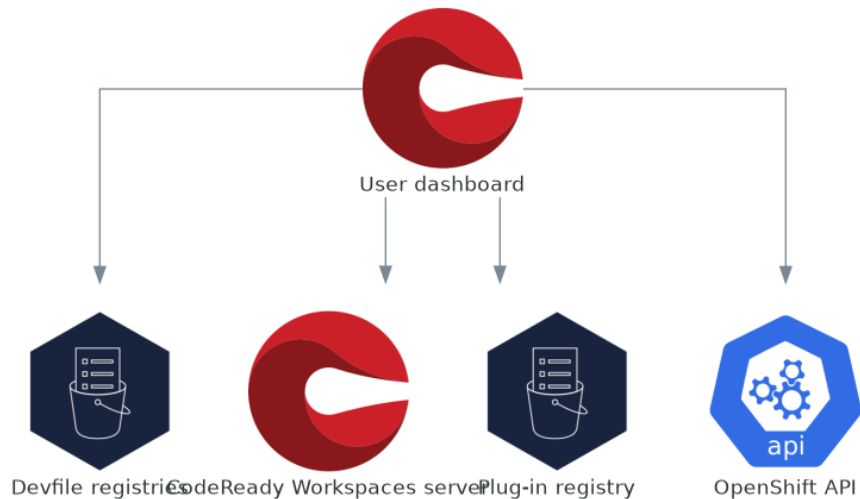 User dashboard
api
Devfile registries
CodeReady Workspaces server
Plug-in registry
OpenShift API